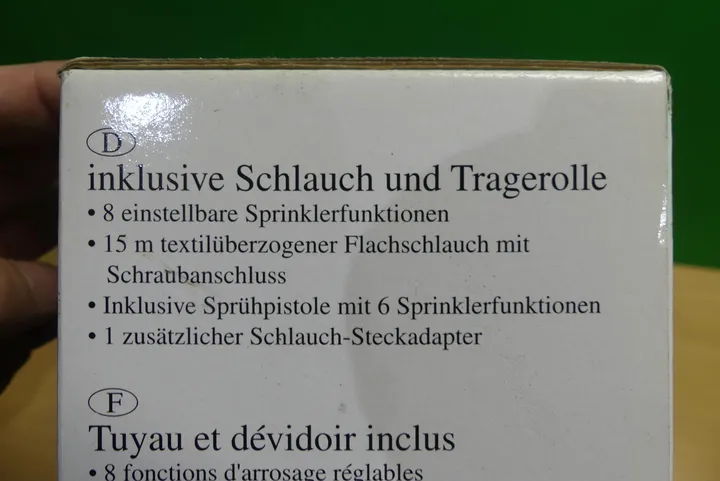 D
inklusive Schlauch und Tragerolle
• 8 einstellbare Sprinklerfunktionen
• 15 m textilüberzogener Flachschlauch mit
Schraubanschluss
• Inklusive Sprühpistole mit 6 Sprinklerfunktionen
• 1 zusätzlicher Schlauch-Steckadapter
F
Tuyau et dévidoir inclus
• 8 fonctions d'arrosage réglables